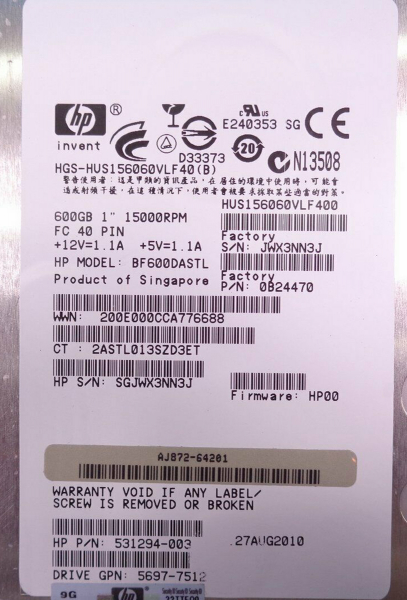 hp ®
invent
D33373
c UL us
E240353 SG
20
CE
N13508
HGS-HUS156060VLF40(B)
警告使用者：這是甲類的資訊產品，在居住的環境中使用時，可能會
造成射頻干擾，在這種情況下，使用者會被要求採取某些適當的對策。
HUS156060VLF400
600GB 1" 15000RPM
FC 40 PIN
+12V=1.1A +5V=1.1A
HP MODEL: BF600DASTL
Product of Singapore
Factory
S/N: JWX3NN3J
Factory
P/N: 0B24470
WWN: 200E000CCA776688
CT : 2ASTL013SZD3ET
HP S/N: SGJWX3NN3J
Firmware: HP00
AJ872-64201
WARRANTY VOID IF ANY LABEL/
SCREW IS REMOVED OR BROKEN
HP P/N: 531294-003
27AUG2010
DRIVE GPN: 5697-7512
9G
hp